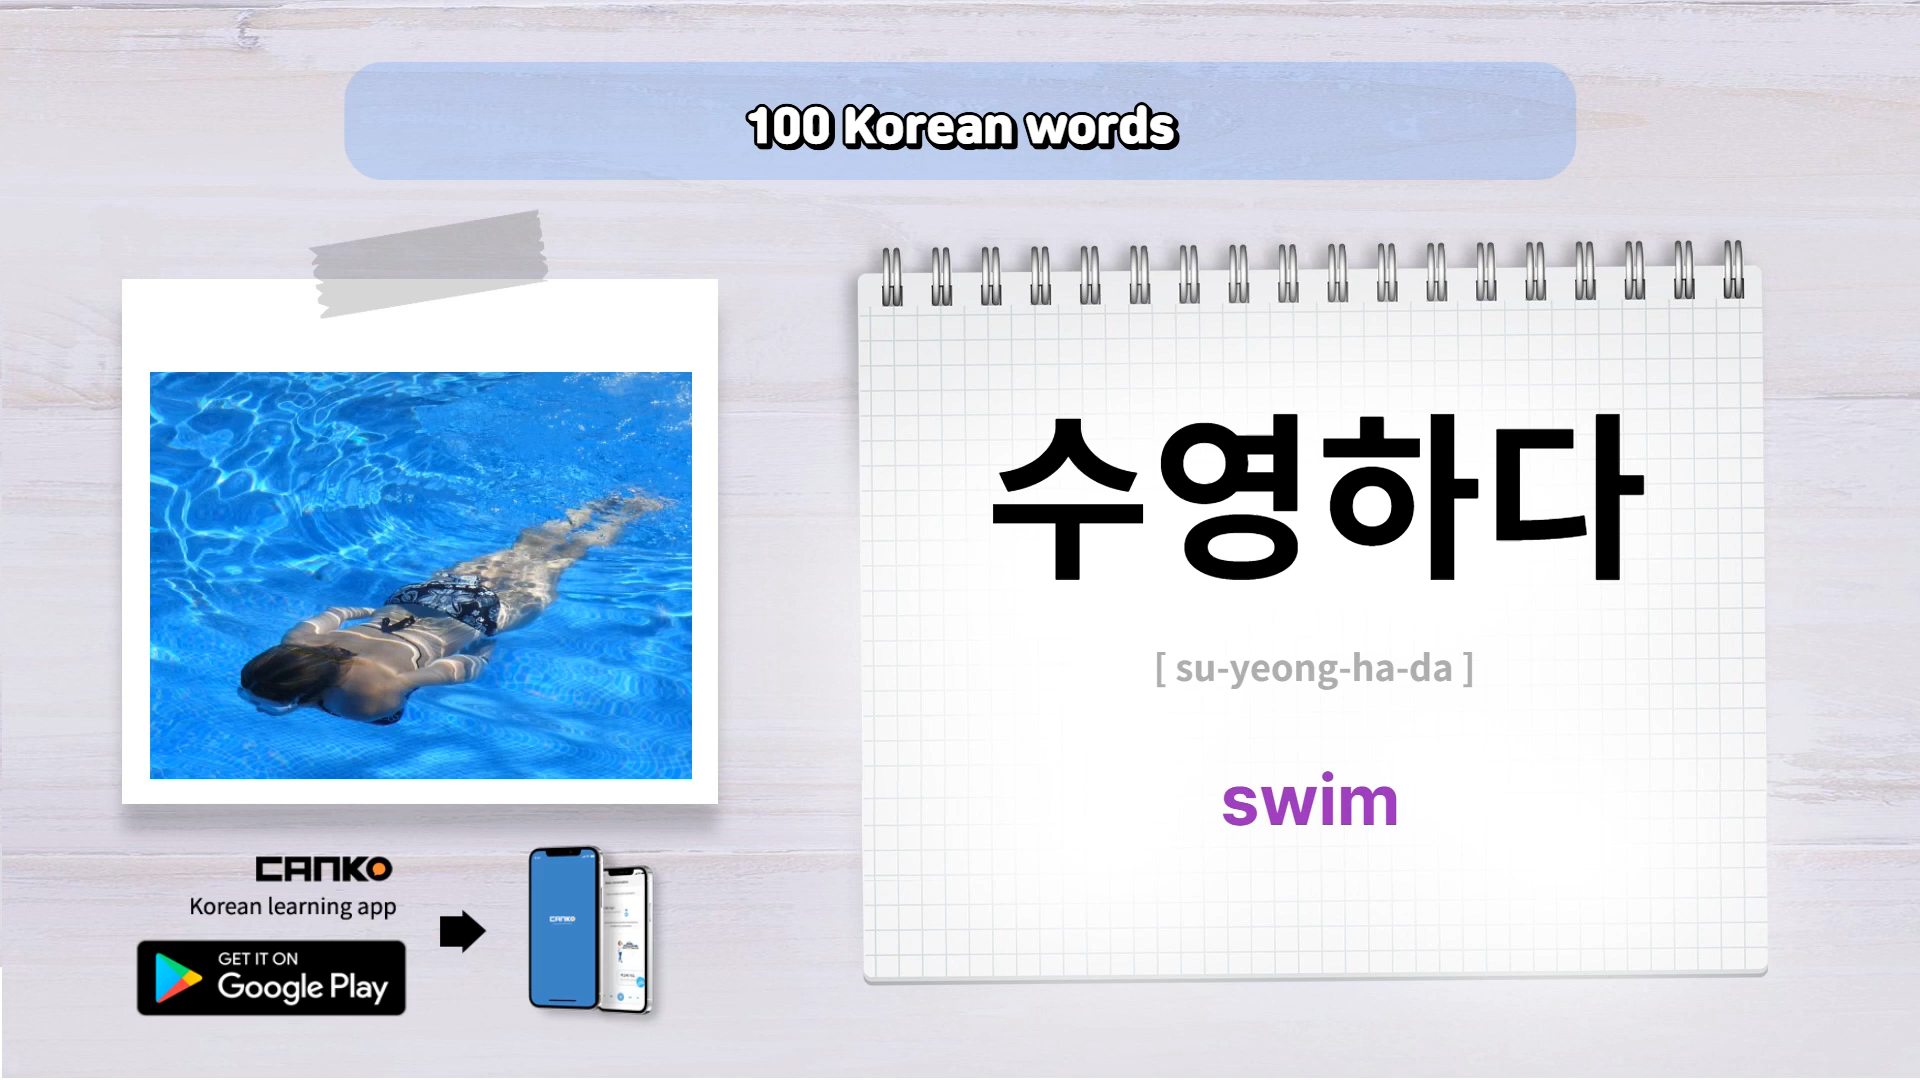 100 Korean words
수영하다
[ su-yeong-ha-da ]
swim
CANKO
Korean learning app
GET IT ON
Google Play
CANKO